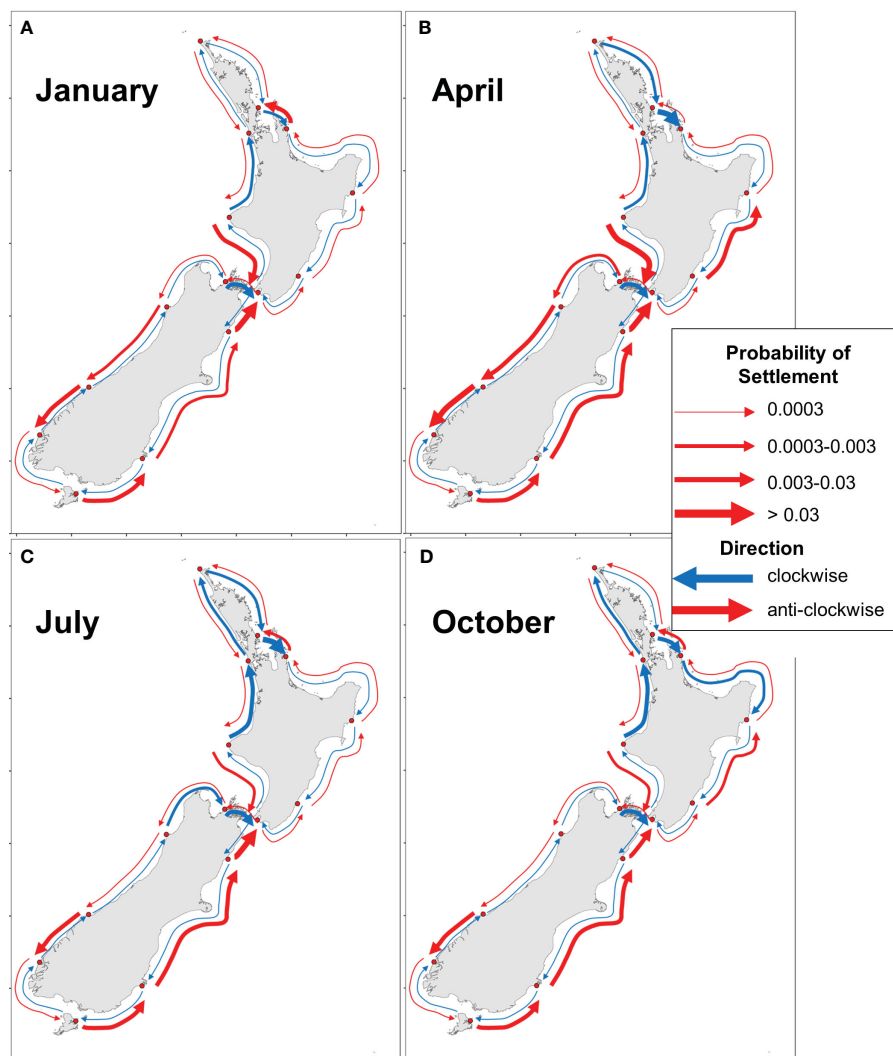 A
January
B
April
Probability of
Settlement
0.0003
0.0003-0.003
0.003-0.03
> 0.03
Direction
clockwise
anti-clockwise
C
July
D
October